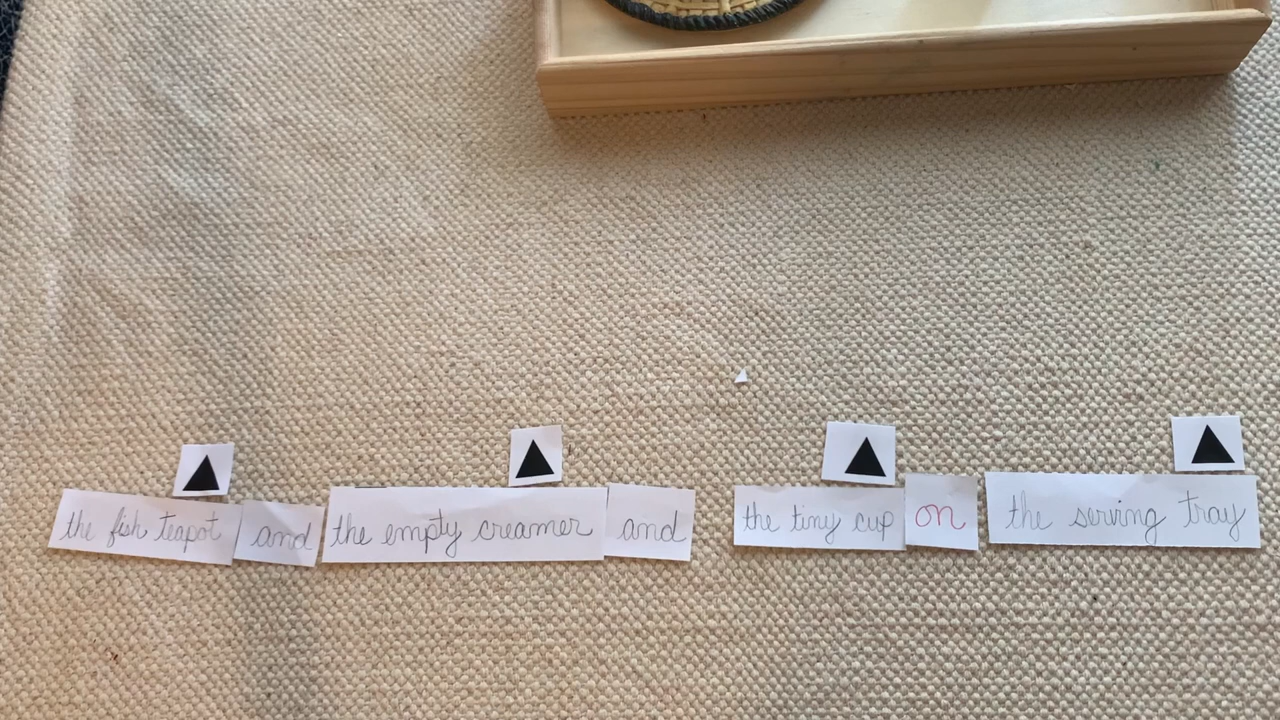 the fish teapot and the empty creamer and the tiny cup on the serving tray